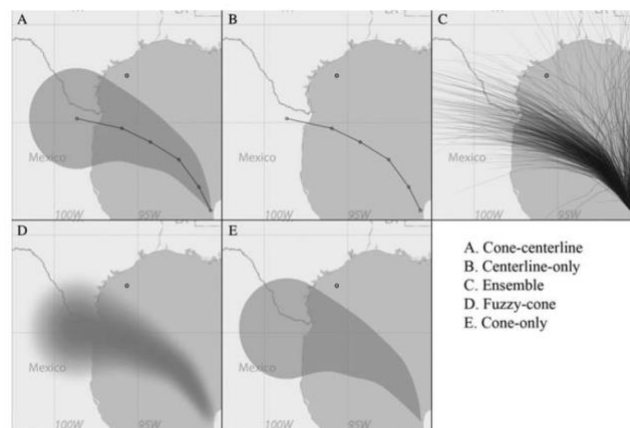 A
B
C
Mexico
100W
95W
Mexico
100W
95W
Mexico
D
E
A. Cone-centerline
B. Centerline-only
C. Ensemble
D. Fuzzy-cone
E. Cone-only
Mexico
100W
95W
Mexico
100W
95W